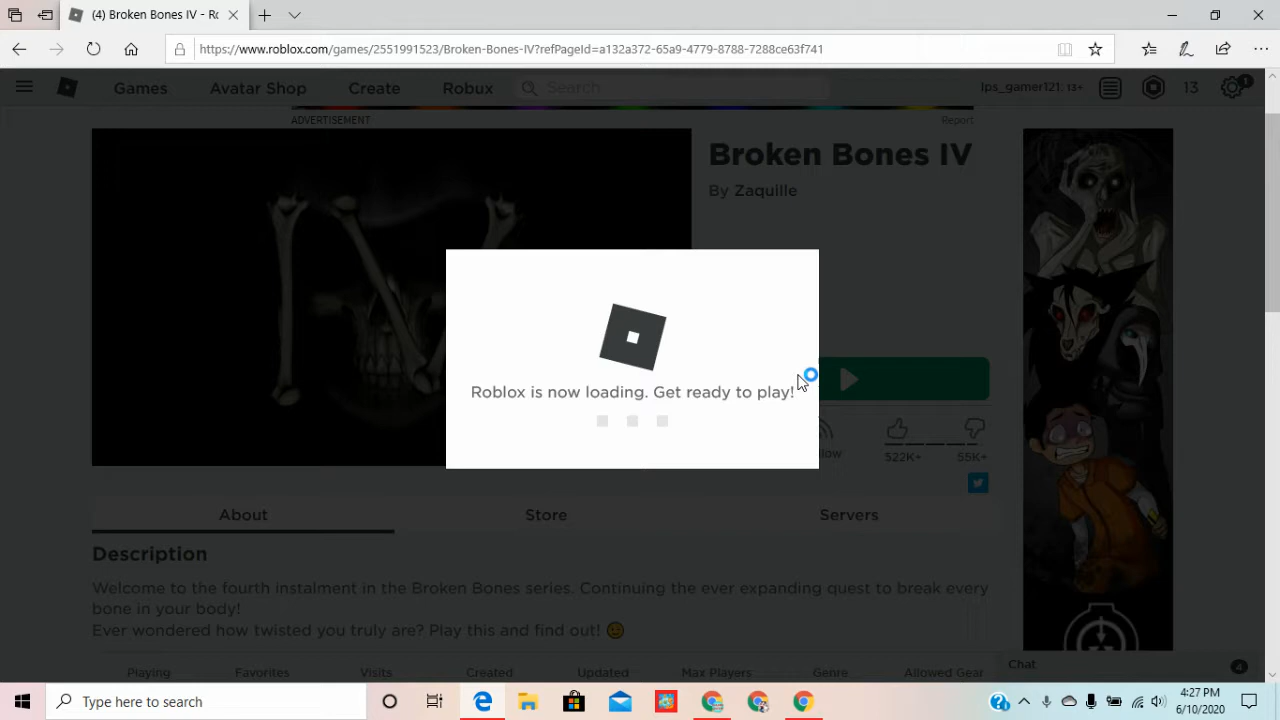 (4) Broken Bones IV - R
https://www.roblox.com/games/2551991523/Broken-Bones-IV?refPageId=a132a372-65a9-4779-8788-7288ce63f741
Games
Avatar Shop
Create
Robux
Search
lps_gamer121: 13+
13
1
ADVERTISEMENT
Report
Broken Bones IV
By Zaquille
Roblox is now loading. Get ready to play!
522K+
55K+
About
Store
Servers
Description
Welcome to the fourth instalment in the Broken Bones series. Continuing the ever expanding quest to break every
bone in your body!
Ever wondered how twisted you truly are? Play this and find out!
Playing
Favorites
Visits
Created
Updated
Max Players
Genre
Allowed Gear
Chat
4
Type here to search
4:27 PM
6/10/2020